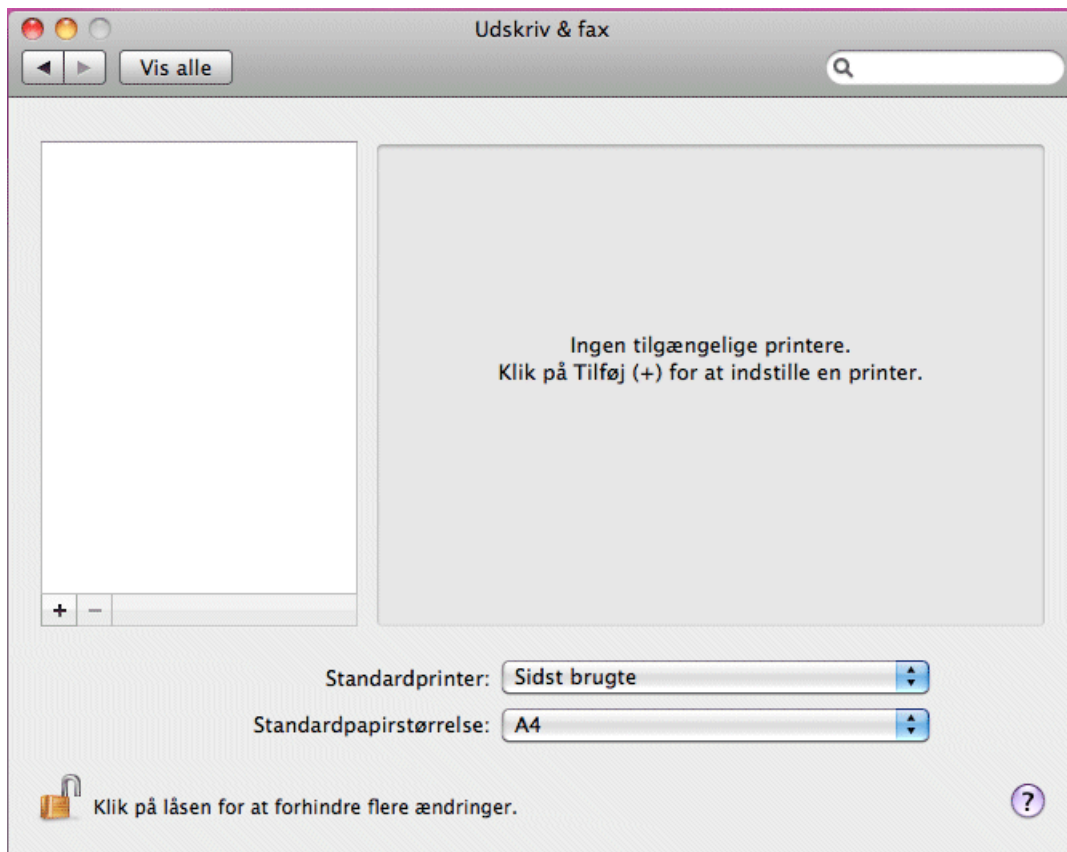 Udskriv & fax
Vis alle
Ingen tilgængelige printere.
Klik på Tilføj (+) for at indstille en printer.
+ −
Standardprinter: Sidst brugte
Standardpapirstørrelse: A4
Klik på låsen for at forhindre flere ændringer.
?